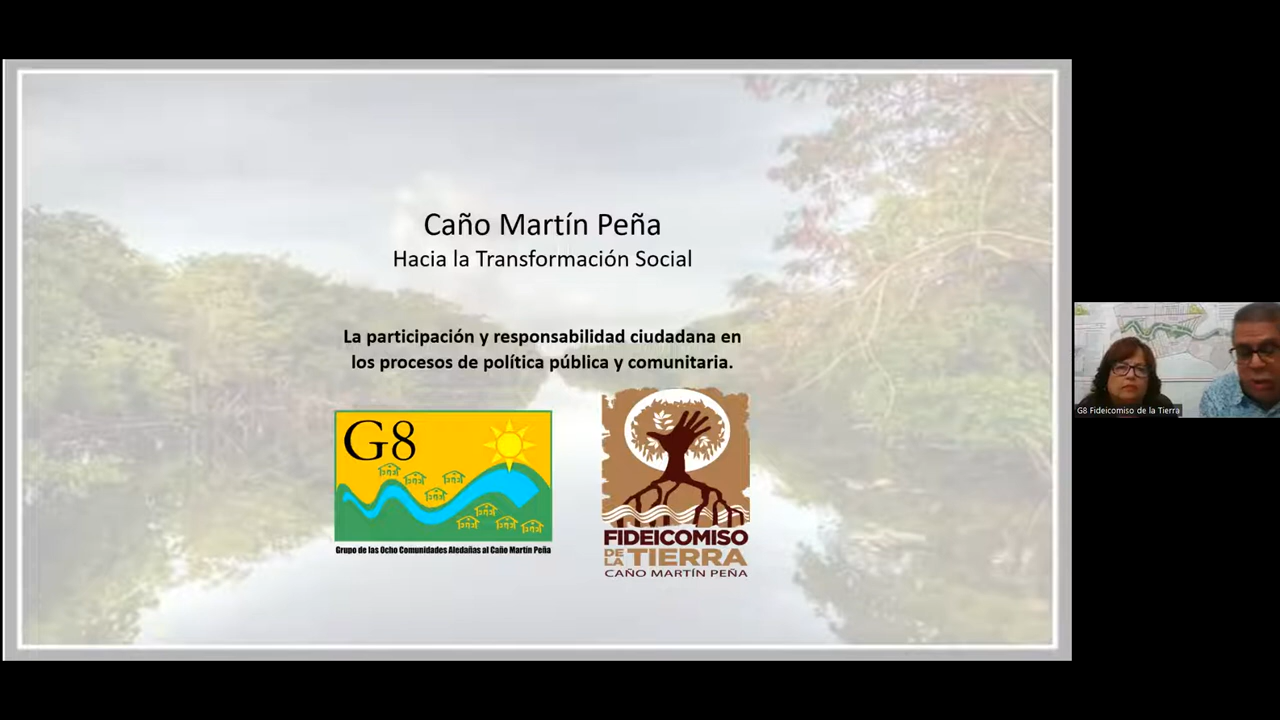 Caño Martín Peña
Hacia la Transformación Social
La participación y responsabilidad ciudadana en
los procesos de política pública y comunitaria.
G8
Grupo de las Ocho Comunidades Aledañas al Caño Martín Peña
FIDEICOMISO
DE LA TIERRA
CAÑO MARTÍN PEÑA
G8 Fideicomiso de la Tierra